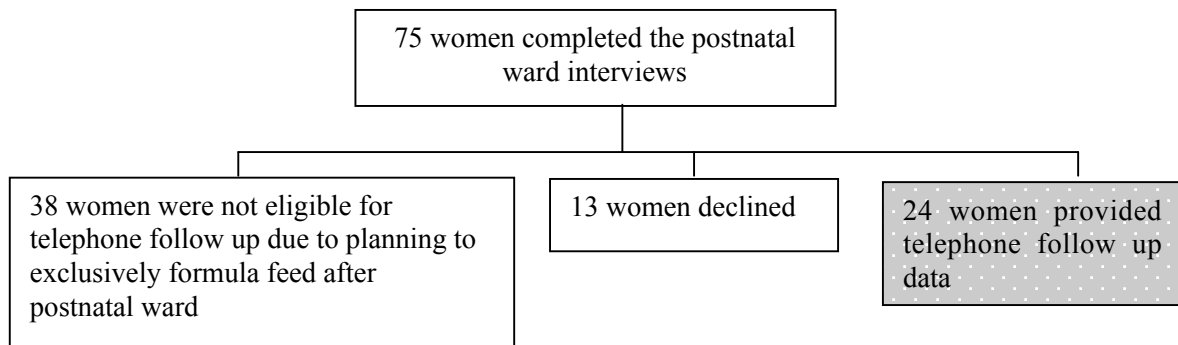 75 women completed the postnatal
ward interviews
38 women were not eligible for
telephone follow up due to planning to
exclusively formula feed after
postnatal ward
13 women declined
24 women provided
telephone follow up
data